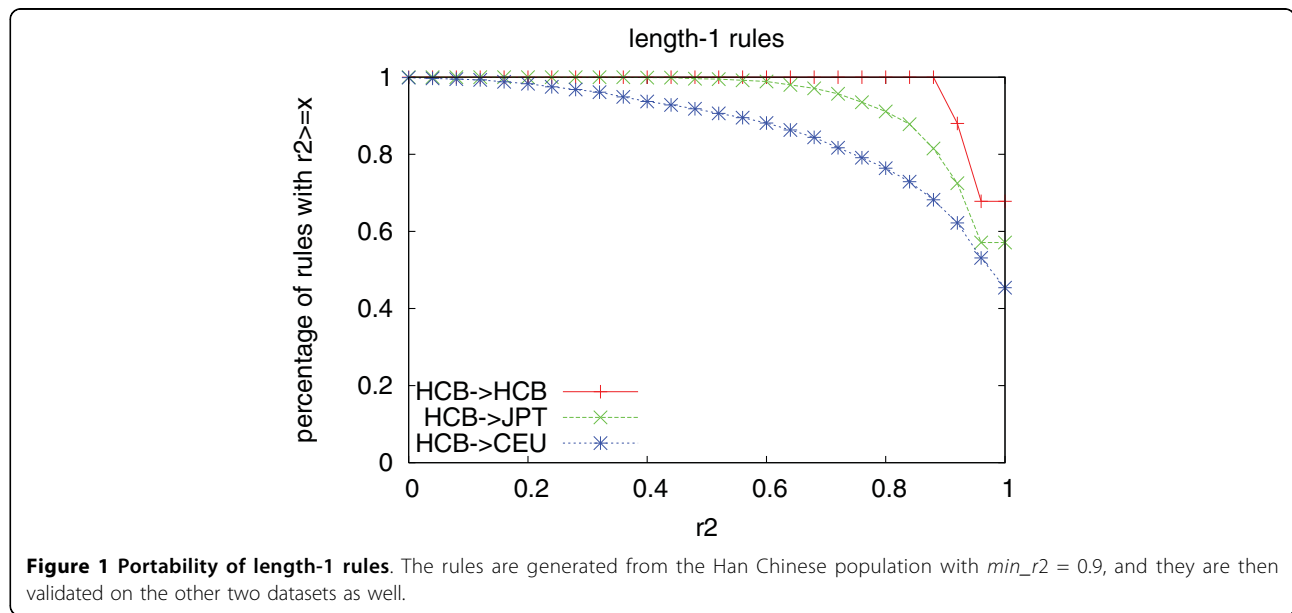 length-1 rules
percentage of rules with r2>=x
1
0.8
0.6
0.4
0.2
0
HCB->HCB
HCB->JPT
HCB->CEU
0 0.2 0.4 0.6 0.8 1
r2
Figure 1 Portability of length-1 rules. The rules are generated from the Han Chinese population with min_r2 = 0.9, and they are then
validated on the other two datasets as well.